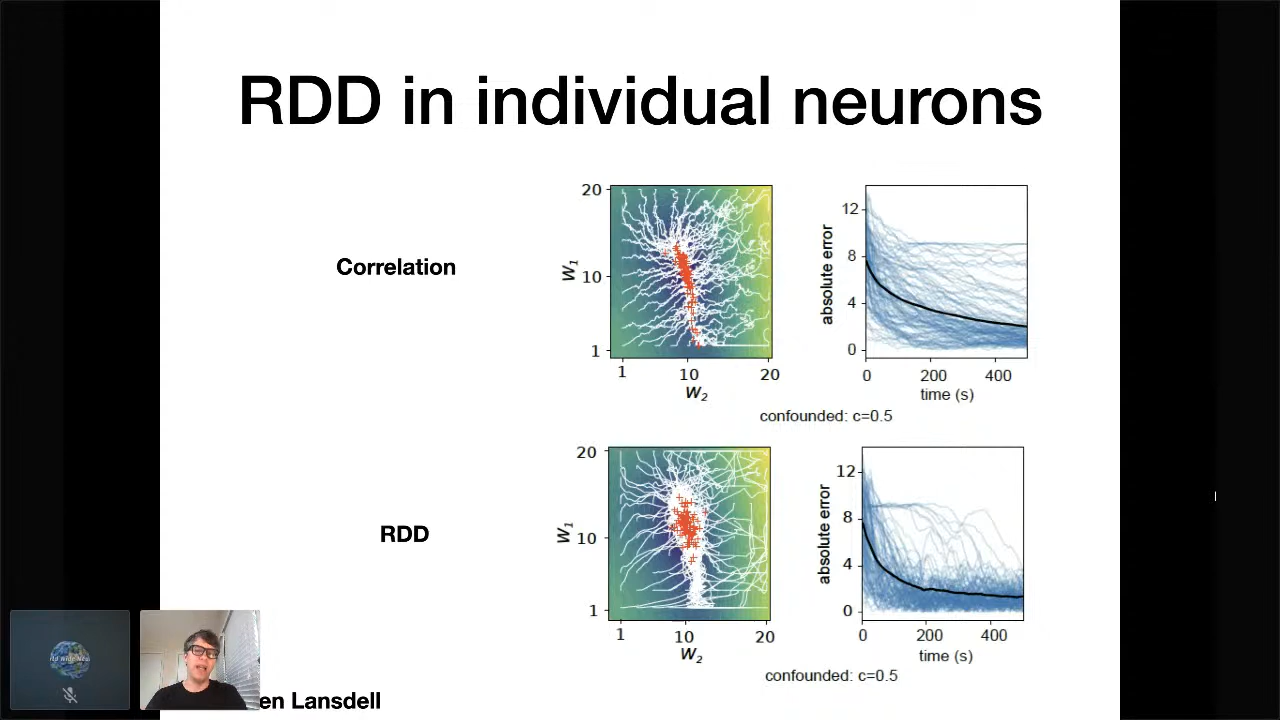 RDD in individual neurons
Correlation
20
10
1
W1
1
10
20
W2
12
8
4
0
absolute error
0
200
400
time (s)
confounded: c=0.5
RDD
20
10
1
W1
1
10
20
W2
12
8
4
0
absolute error
0
200
400
time (s)
confounded: c=0.5
en Lansdell